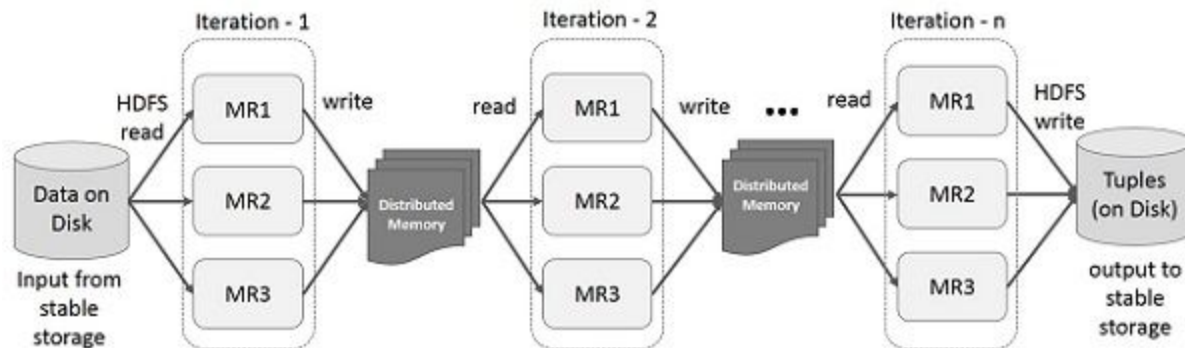 Iteration - 1
Iteration - 2
Iteration - n
HDFS
read
MR1
write
read
MR1
write
...
read
MR1
HDFS
write
Data on
Disk
MR2
Distributed
Memory
MR2
Distributed
Memory
MR2
Tuples
(on Disk)
Input from
stable
storage
MR3
MR3
MR3
output to
stable
storage